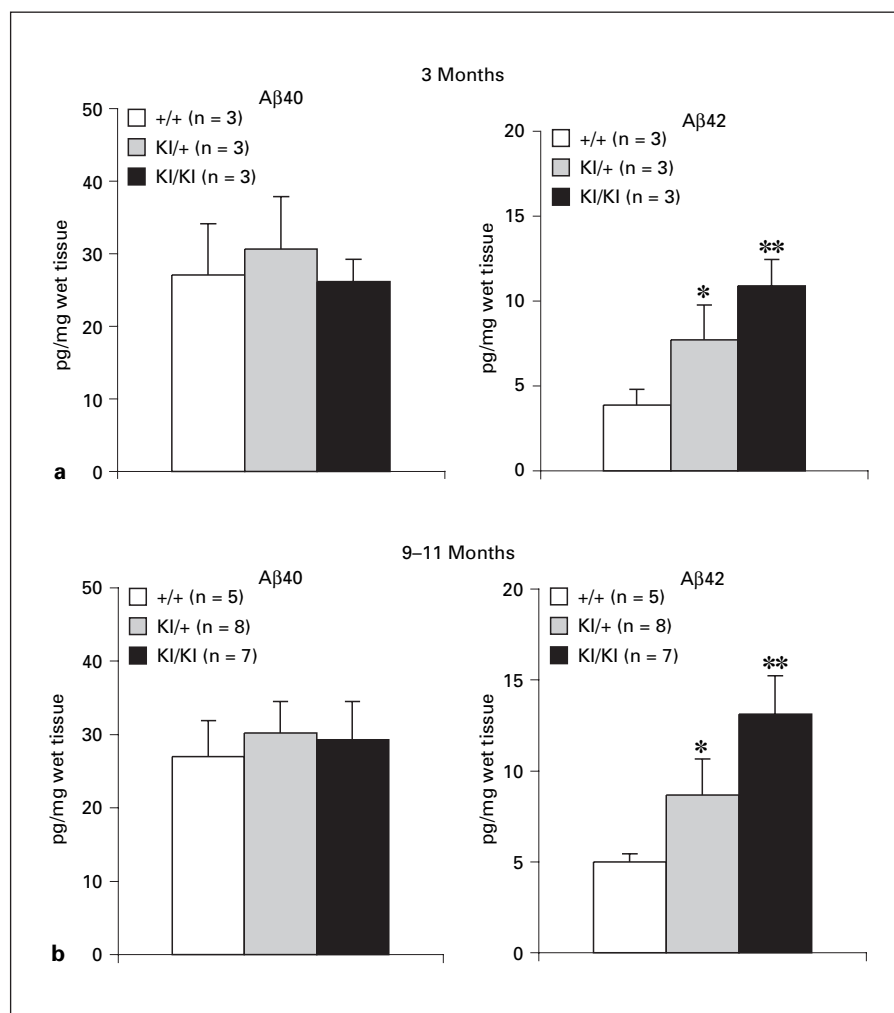 3 Months
Aβ40
+/+ (n = 3)
KI/+ (n = 3)
KI/KI (n = 3)
50
40
30
20
10
0
pg/mg wet tissue
a
Aβ42
+/+ (n = 3)
KI/+ (n = 3)
KI/KI (n = 3)
20
15
10
5
0
pg/mg wet tissue
*
**
9–11 Months
Aβ40
+/+ (n = 5)
KI/+ (n = 8)
KI/KI (n = 7)
50
40
30
20
10
0
pg/mg wet tissue
b
Aβ42
+/+ (n = 5)
KI/+ (n = 8)
KI/KI (n = 7)
20
15
10
5
0
pg/mg wet tissue
*
**